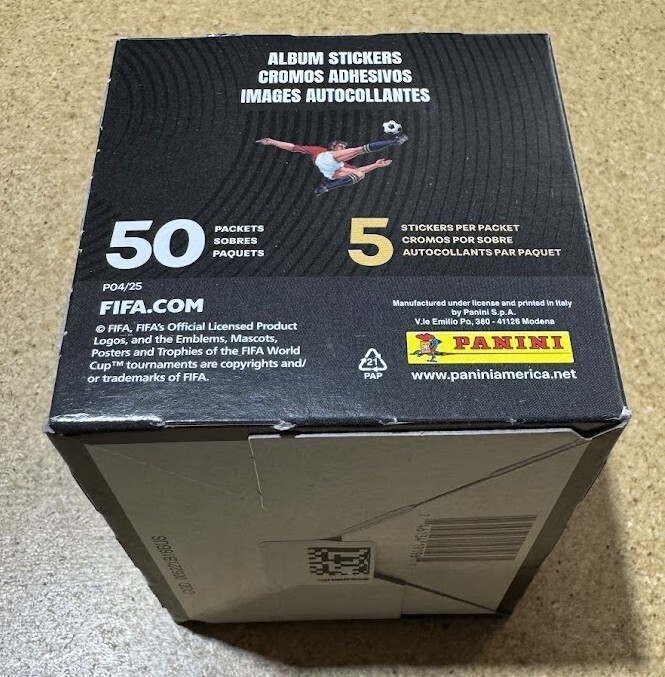 ALBUM STICKERS
CROMOS ADHESIVOS
IMAGES AUTOCOLLANTES
50 PACKETS
SOBRES
PAQUETS
5 STICKERS PER PACKET
CROMOS POR SOBRE
AUTOCOLLANTS PAR PAQUET
P04/25
FIFA.COM
© FIFA, FIFA's Official Licensed Product
Logos, and the Emblems, Mascots,
Posters and Trophies of the FIFA World
Cup™ tournaments are copyrights and/
or trademarks of FIFA.
21
PAP
Manufactured under license and printed in Italy
by Panini S.p.A.
V.le Emilio Po, 380 - 41126 Modena
PANINI
www.paniniamerica.net